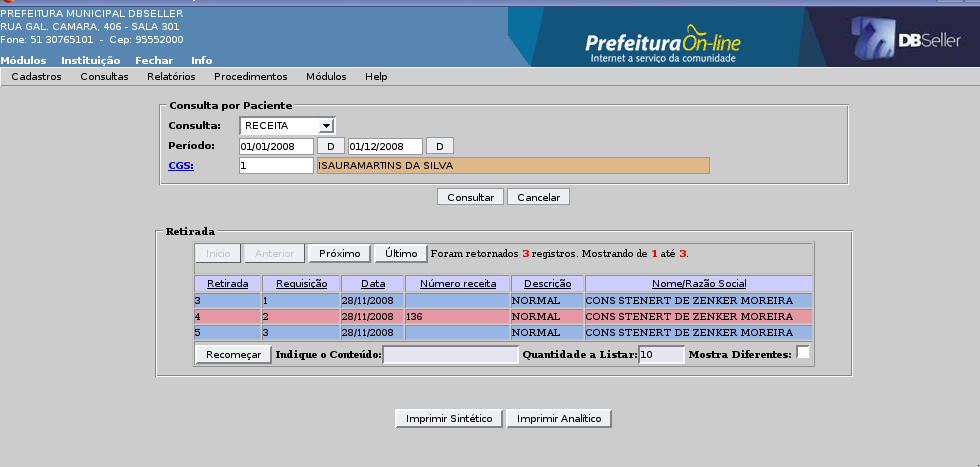 PREFEITURA MUNICIPAL DBSELLER
RUA GAL. CAMARA, 406 - SALA 301
Fone: 51 30765101 - Cep: 95552000
PrefeituraOn-line
Internet a serviço da comunidade
DBSeller
Módulos Instituição Fechar Info
Cadastros Consultas Relatórios Procedimentos Módulos Help
Consulta por Paciente
Consulta: RECEITA
Período: 01/01/2008 D 01/12/2008 D
CGS: 1 ISAURAMARTINS DA SILVA
Consultar Cancelar
Retirada
Início Anterior Próximo Último Foram retornados 3 registros. Mostrando de 1 até 3.
Retirada Requisição Data Número receita Descrição Nome/Razão Social
3 1 28/11/2008 NORMAL CONS STENERT DE ZENKER MOREIRA
4 2 28/11/2008 136 NORMAL CONS STENERT DE ZENKER MOREIRA
5 3 28/11/2008 NORMAL CONS STENERT DE ZENKER MOREIRA
Recomeçar Indique o Conteúdo: Quantidade a Listar: 10 Mostra Diferentes:
Imprimir Sintético Imprimir Analítico